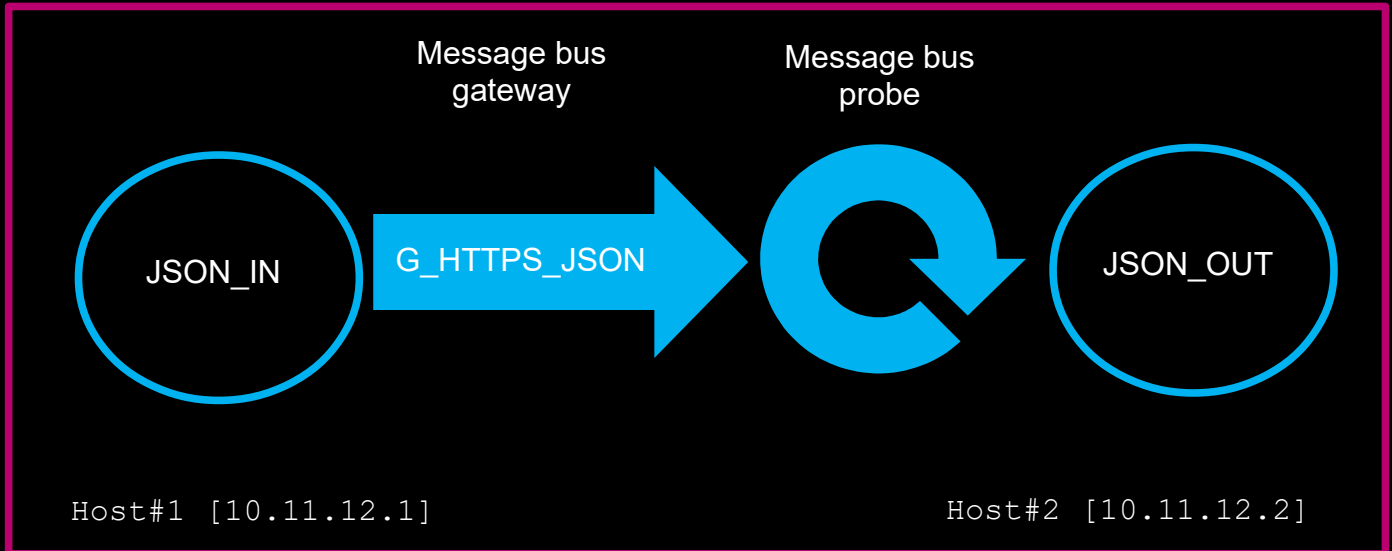 Message bus
gateway
Message bus
probe
JSON_IN
G_HTTPS_JSON
JSON_OUT
Host#1 [10.11.12.1]
Host#2 [10.11.12.2]